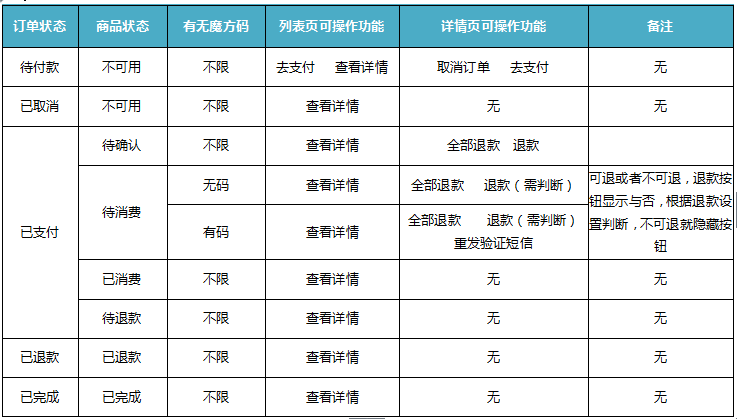 订单状态 商品状态 有无魔方码 列表页可操作功能 详情页可操作功能 备注
待付款 不可用 不限 去支付 查看详情 取消订单 去支付 无
已取消 不可用 不限 查看详情 无 无
已支付 待确认 不限 查看详情 全部退款 退款
待消费 无码 查看详情 全部退款 退款（需判断）
有码 查看详情 全部退款 退款（需判断）
重发验证短信
可退或者不可退，退款按
钮显示与否，根据退款设
置判断，不可退就隐藏按
钮
已消费 不限 查看详情 无 无
待退款 不限 查看详情 无 无
已退款 已退款 不限 查看详情 无 无
已完成 已完成 不限 查看详情 无 无